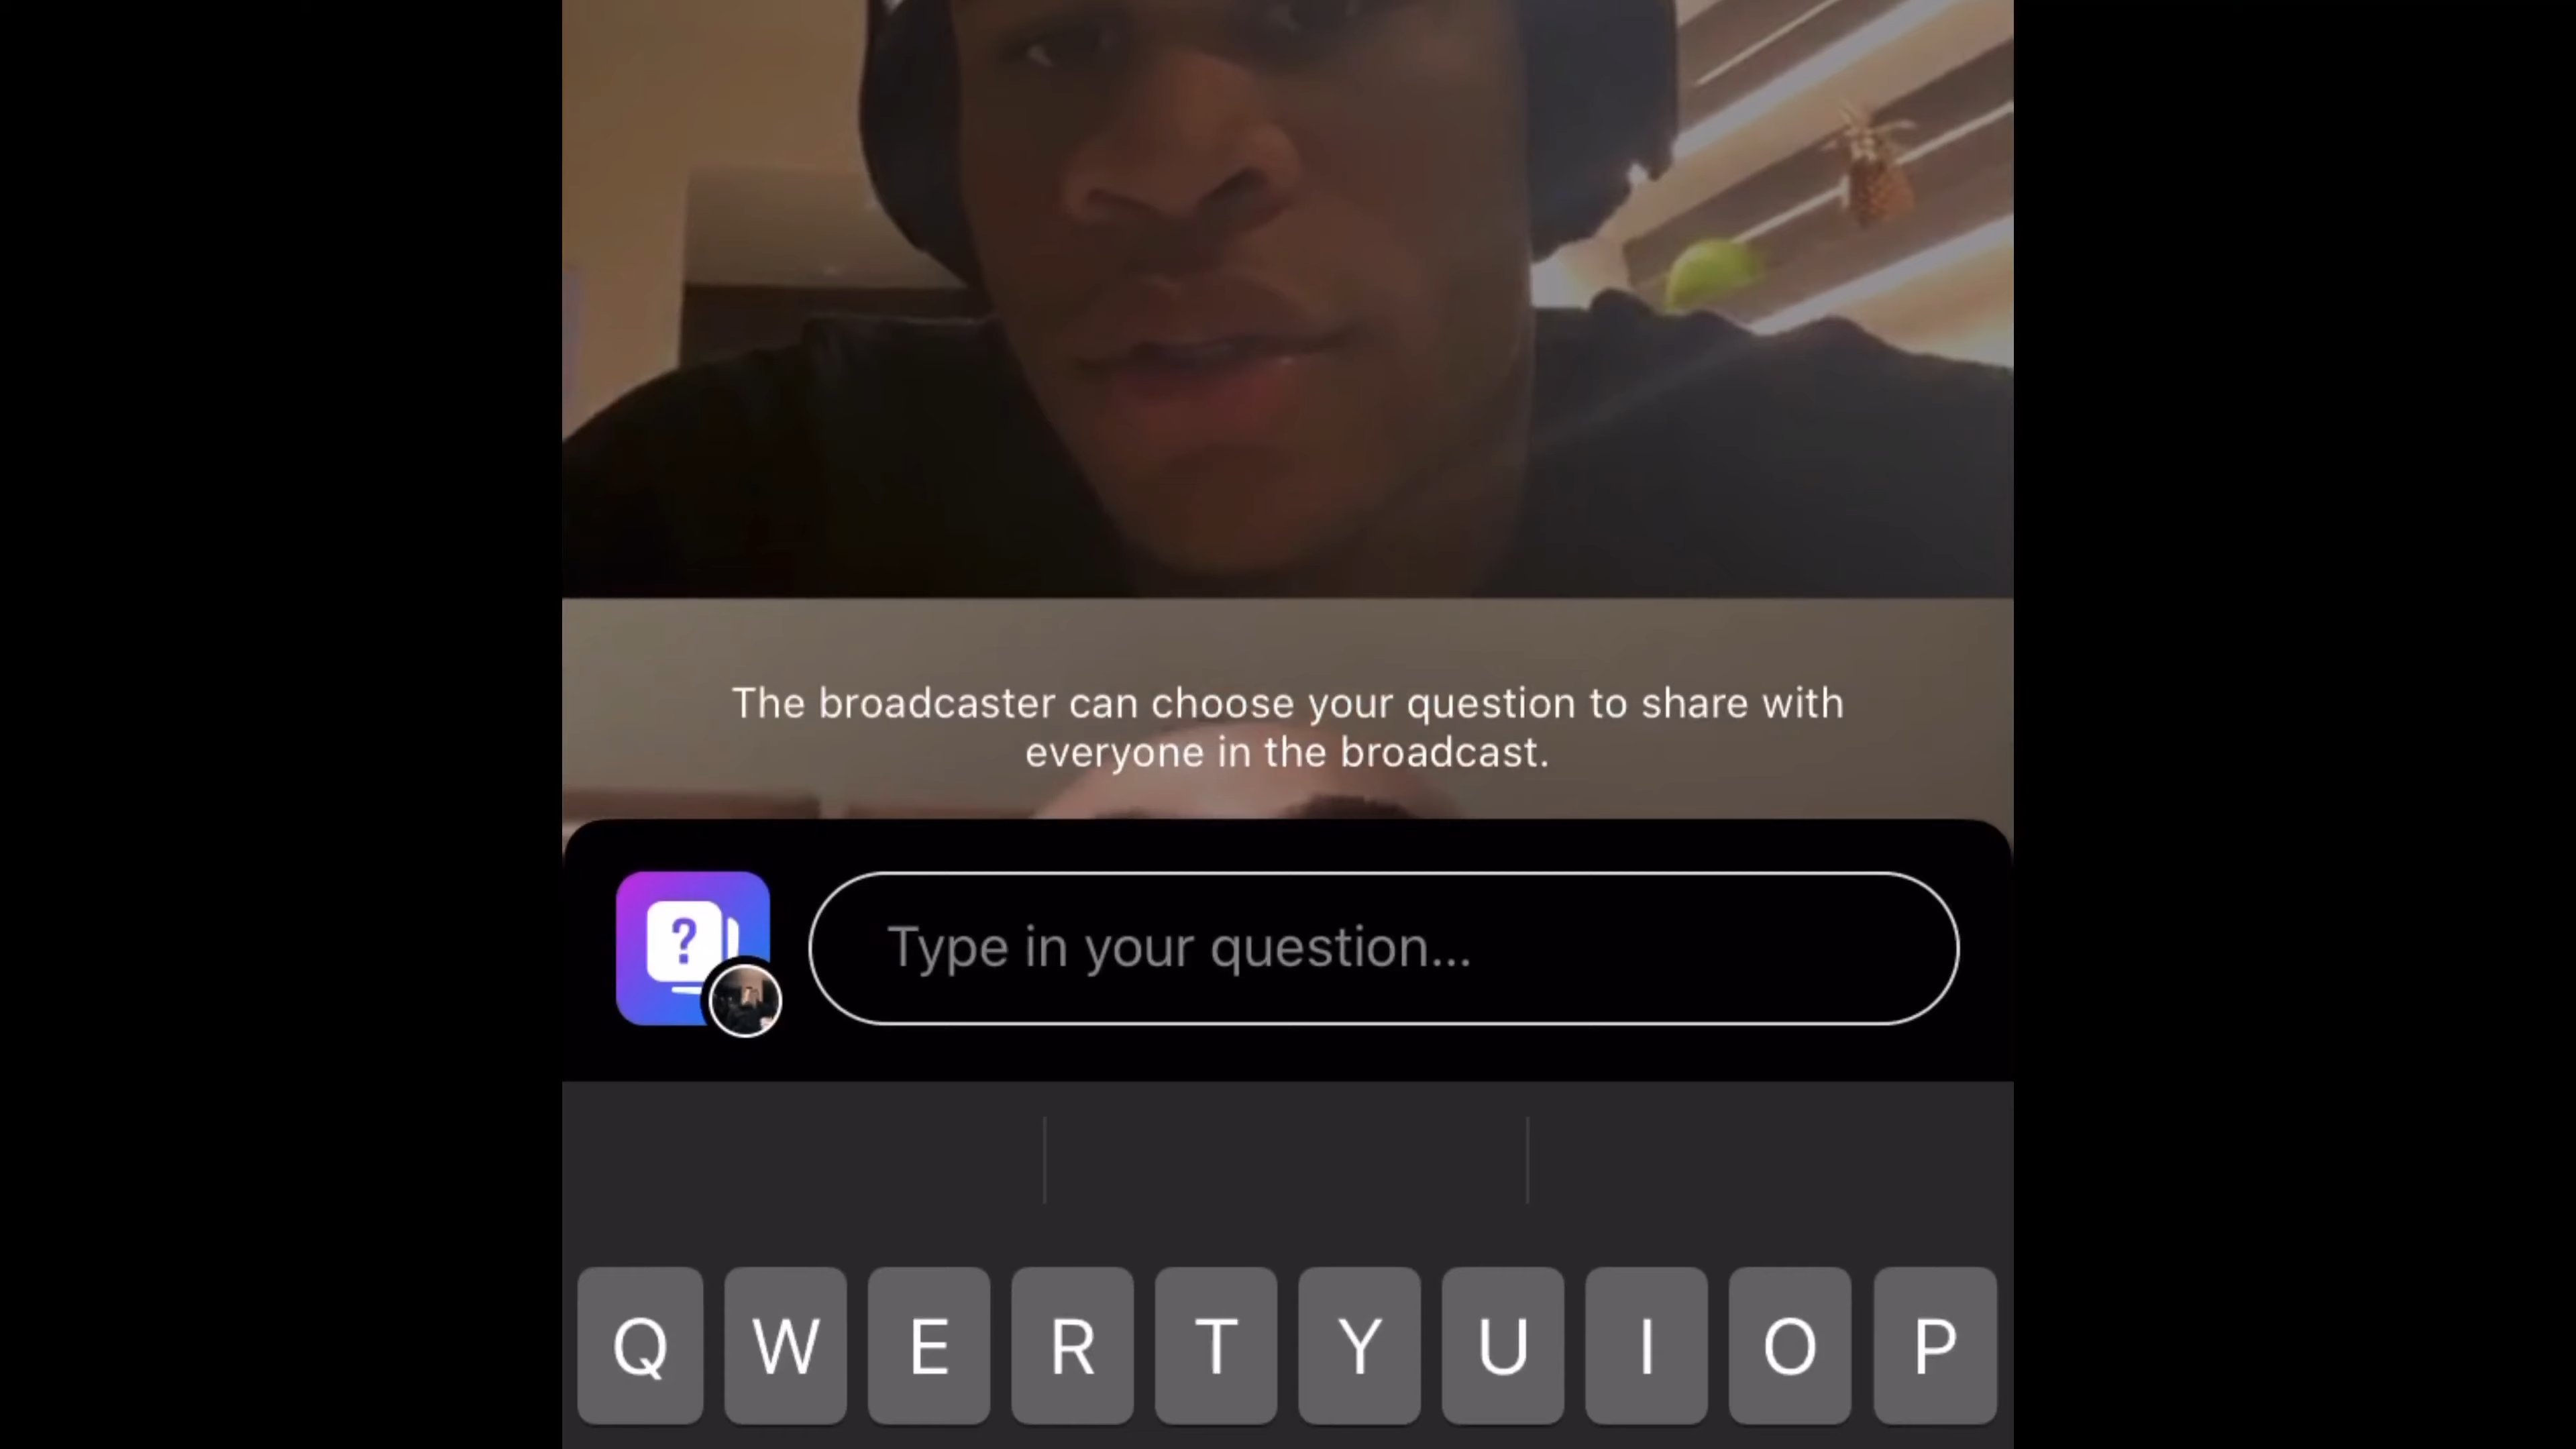 The broadcaster can choose your question to share with
everyone in the broadcast.
?
Type in your question...
Q W E R T Y U I O P